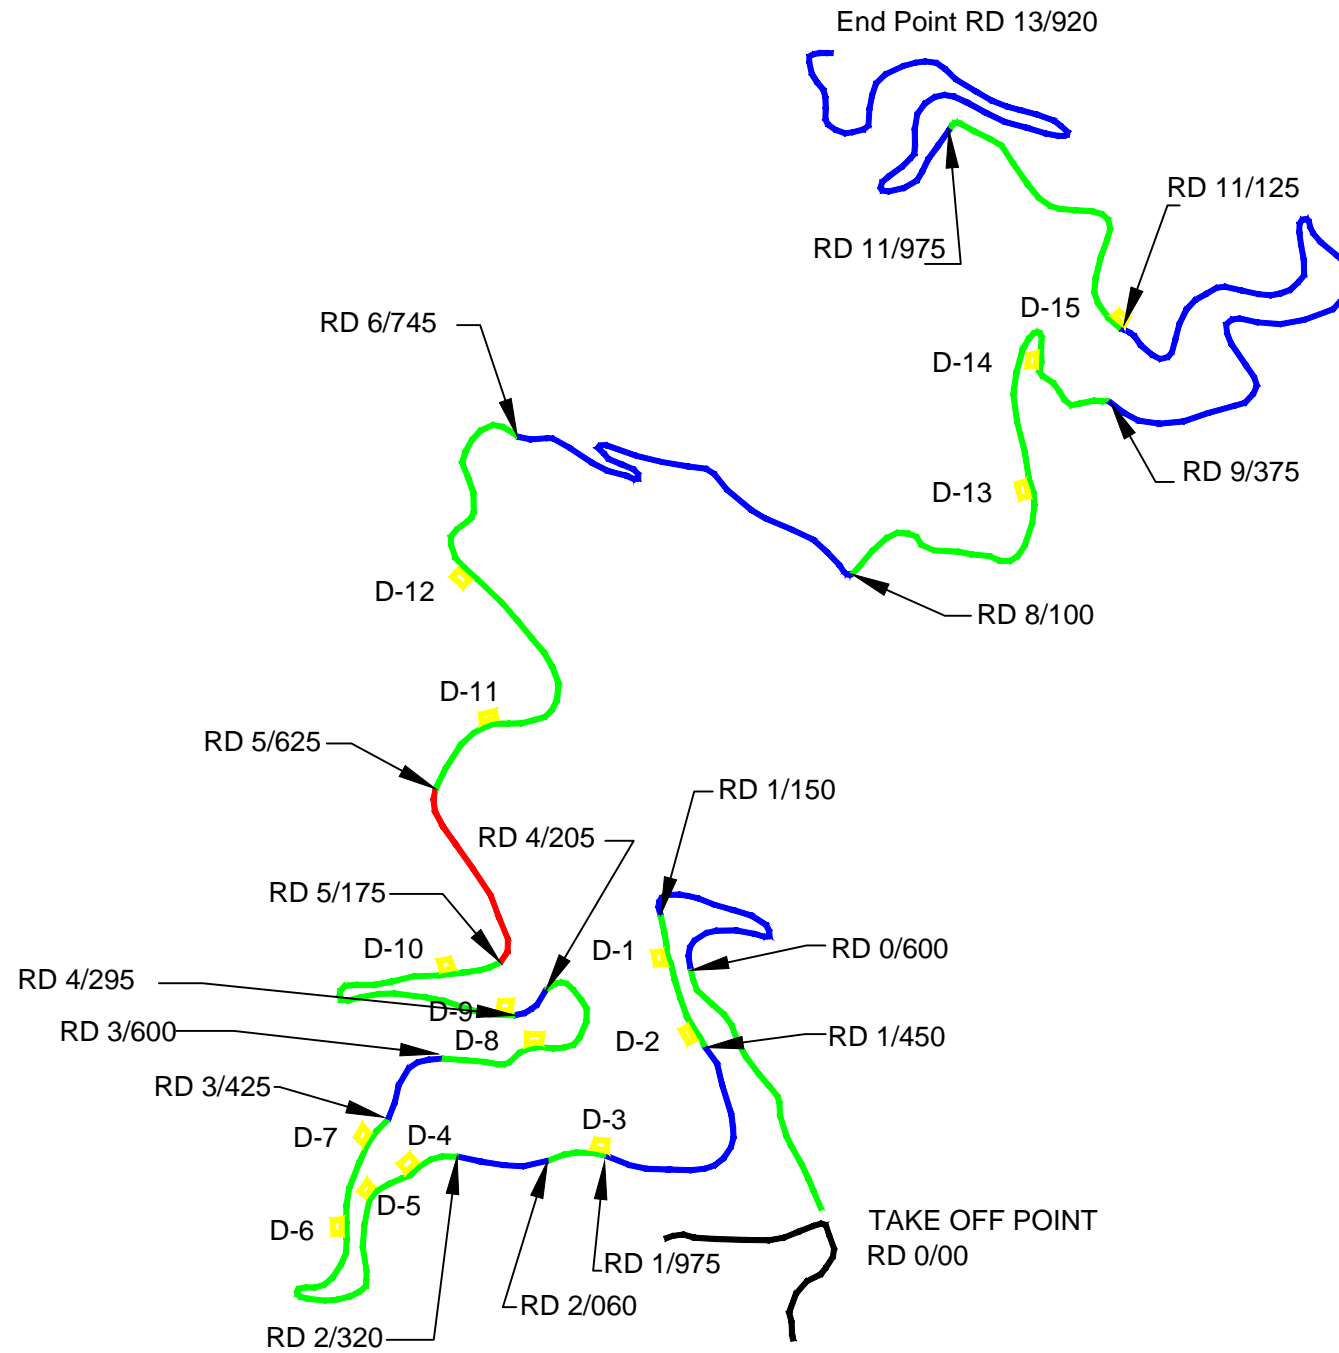 End Point RD 13/920
RD 11/125
RD 11/975
D-15
RD 6/745
D-14
RD 9/375
D-13
D-12
RD 8/100
D-11
RD 5/625
RD 1/150
RD 4/205
RD 5/175
D-10
D-1
RD 0/600
RD 4/295
D-9
RD 3/600
D-8
D-2
RD 1/450
RD 3/425
D-7
D-4
D-3
D-5
D-6
TAKE OFF POINT
RD 0/00
RD 1/975
RD 2/060
RD 2/320